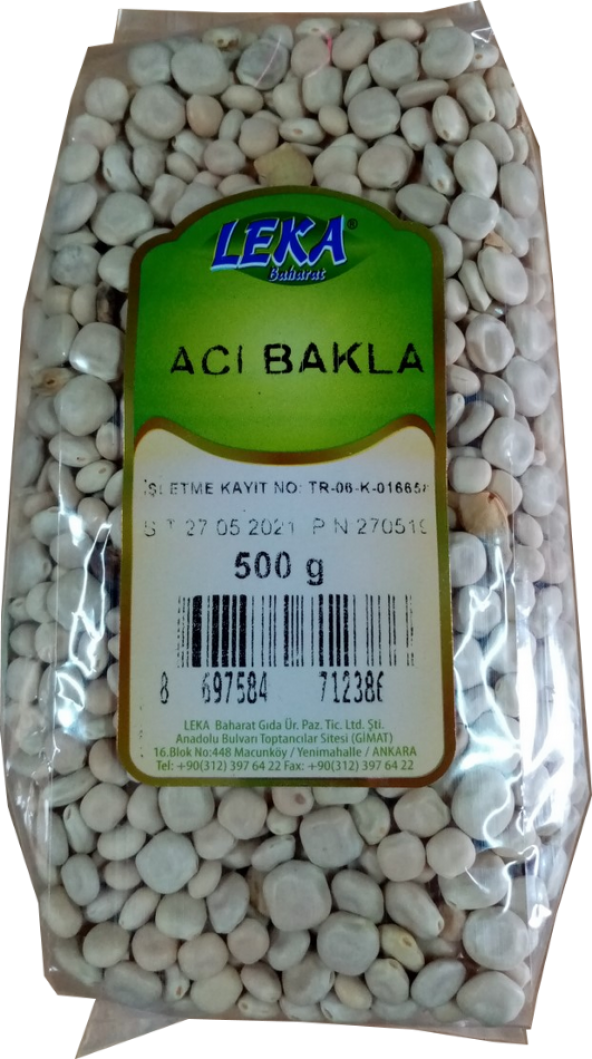 LEKA®
Baharat
ACI BAKLA
İŞLETME KAYIT NO: TR-06-K-01665
S T 27 05 2021 P N 270519
500 g
8 697584 712386
LEKA Baharat Gıda Ür. Paz. Tic. Ltd. Şti.
Anadolu Bulvarı Toptancılar Sitesi (GİMAT)
16.Blok No:448 Macunköy / Yenimahalle / ANKARA
Tel: +90(312) 397 64 22 Fax: +90(312) 397 64 22